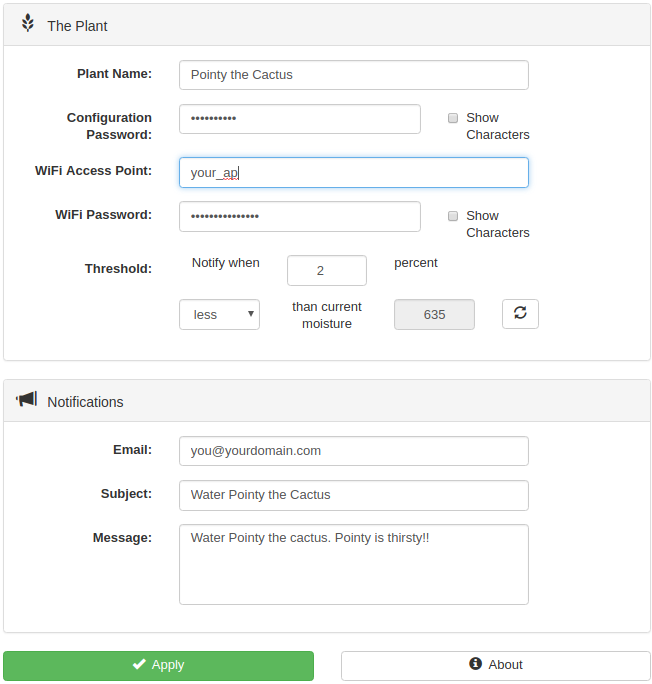 The Plant
Plant Name: Pointy the Cactus
Configuration Password: •••••••••• Show Characters
WiFi Access Point: your_ap
WiFi Password: ••••••••••••••• Show Characters
Threshold: Notify when 2 percent
less than current moisture 635
Notifications
Email: you@yourdomain.com
Subject: Water Pointy the Cactus
Message: Water Pointy the cactus. Pointy is thirsty!!
Apply About